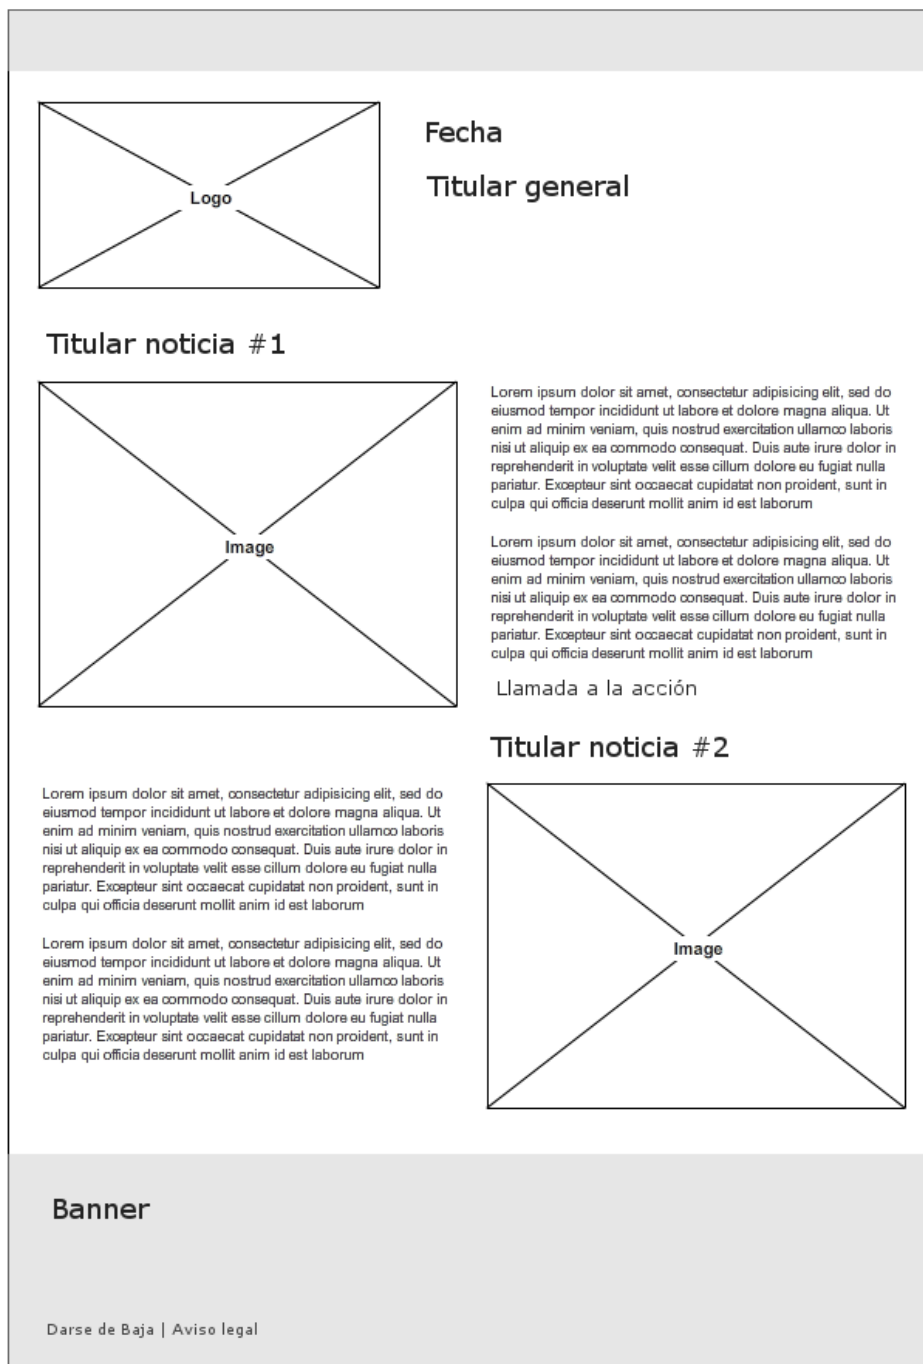 Logo
Fecha
Titular general
Titular noticia #1
Image
Lorem ipsum dolor sit amet, consectetur adipisicing elit, sed do
eiusmod tempor incididunt ut labore et dolore magna aliqua. Ut
enim ad minim veniam, quis nostrud exercitation ullamco laboris
nisi ut aliquip ex ea commodo consequat. Duis aute irure dolor in
reprehenderit in voluptate velit esse cillum dolore eu fugiat nulla
pariatur. Excepteur sint occaecat cupidatat non proident, sunt in
culpa qui officia deserunt mollit anim id est laborum
Lorem ipsum dolor sit amet, consectetur adipisicing elit, sed do
eiusmod tempor incididunt ut labore et dolore magna aliqua. Ut
enim ad minim veniam, quis nostrud exercitation ullamco laboris
nisi ut aliquip ex ea commodo consequat. Duis aute irure dolor in
reprehenderit in voluptate velit esse cillum dolore eu fugiat nulla
pariatur. Excepteur sint occaecat cupidatat non proident, sunt in
culpa qui officia deserunt mollit anim id est laborum
Llamada a la acción
Titular noticia #2
Lorem ipsum dolor sit amet, consectetur adipisicing elit, sed do
eiusmod tempor incididunt ut labore et dolore magna aliqua. Ut
enim ad minim veniam, quis nostrud exercitation ullamco laboris
nisi ut aliquip ex ea commodo consequat. Duis aute irure dolor in
reprehenderit in voluptate velit esse cillum dolore eu fugiat nulla
pariatur. Excepteur sint occaecat cupidatat non proident, sunt in
culpa qui officia deserunt mollit anim id est laborum
Lorem ipsum dolor sit amet, consectetur adipisicing elit, sed do
eiusmod tempor incididunt ut labore et dolore magna aliqua. Ut
enim ad minim veniam, quis nostrud exercitation ullamco laboris
nisi ut aliquip ex ea commodo consequat. Duis aute irure dolor in
reprehenderit in voluptate velit esse cillum dolore eu fugiat nulla
pariatur. Excepteur sint occaecat cupidatat non proident, sunt in
culpa qui officia deserunt mollit anim id est laborum
Image
Banner
Darse de Baja | Aviso legal